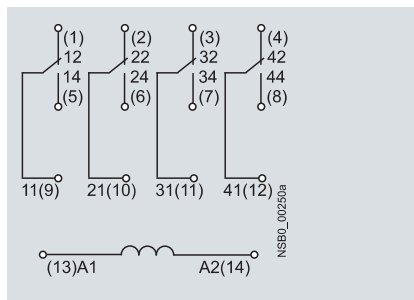 (1) (2) (3) (4)
12 22 32 42
14 24 34 44
(5) (6) (7) (8)
11(9) 21(10) 31(11) 41(12)
NSB0_00250a
(13)A1 A2(14)